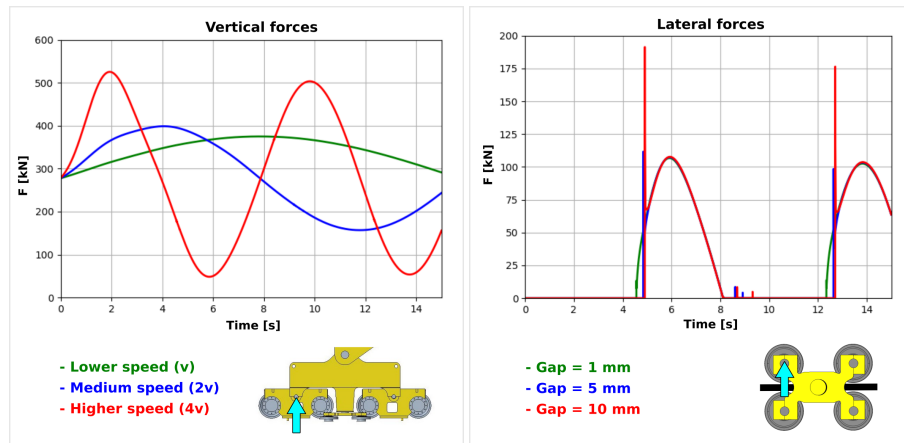 Vertical forces
600
500
400
300
200
100
0
F [kN]
0 2 4 6 8 10 12 14
Time [s]
- Lower speed (v)
- Medium speed (2v)
- Higher speed (4v)
Lateral forces
200
175
150
125
100
75
50
25
0
F [kN]
0 2 4 6 8 10 12 14
Time [s]
- Gap = 1 mm
- Gap = 5 mm
- Gap = 10 mm